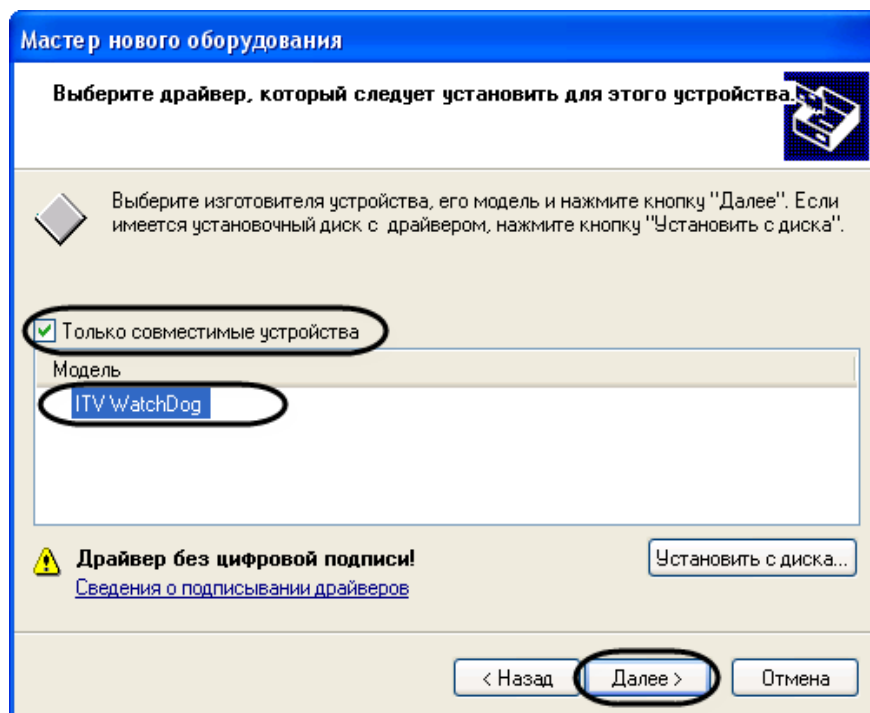 Мастер нового оборудования
Выберите драйвер, который следует установить для этого устройства.
Выберите изготовителя устройства, его модель и нажмите кнопку "Далее". Если
имеется установочный диск с драйвером, нажмите кнопку "Установить с диска".
Только совместимые устройства
Модель
ITV WatchDog
Драйвер без цифровой подписи!
Установить с диска...
Сведения о подписывании драйверов
< Назад
Далее >
Отмена